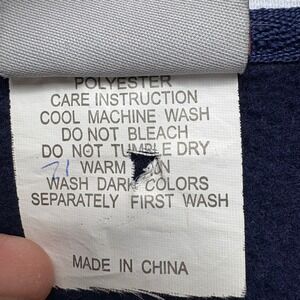 POLYESTER
CARE INSTRUCTION
COOL MACHINE WASH
DO NOT BLEACH
DO NOT TUMBLE DRY
71 WARM
WASH DARK COLORS
SEPARATELY FIRST WASH
MADE IN CHINA